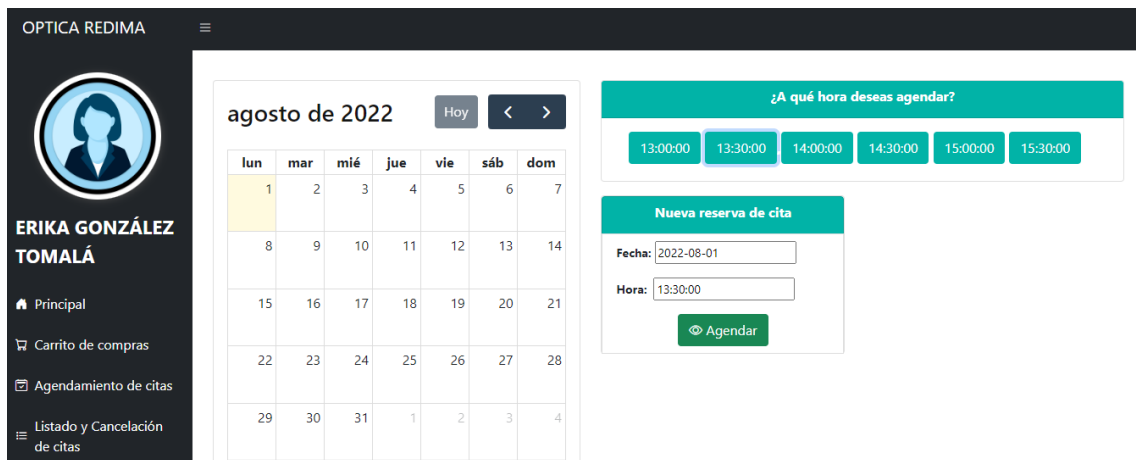 OPTICA REDIMA
ERIKA GONZÁLEZ
TOMALÁ
Principal
Carrito de compras
Agendamiento de citas
Listado y Cancelación
de citas
agosto de 2022
Hoy
lun mar mié jue vie sáb dom
1 2 3 4 5 6 7
8 9 10 11 12 13 14
15 16 17 18 19 20 21
22 23 24 25 26 27 28
29 30 31 1 2 3 4
¿A qué hora deseas agendar?
13:00:00 13:30:00 14:00:00 14:30:00 15:00:00 15:30:00
Nueva reserva de cita
Fecha: 2022-08-01
Hora: 13:30:00
Agendar